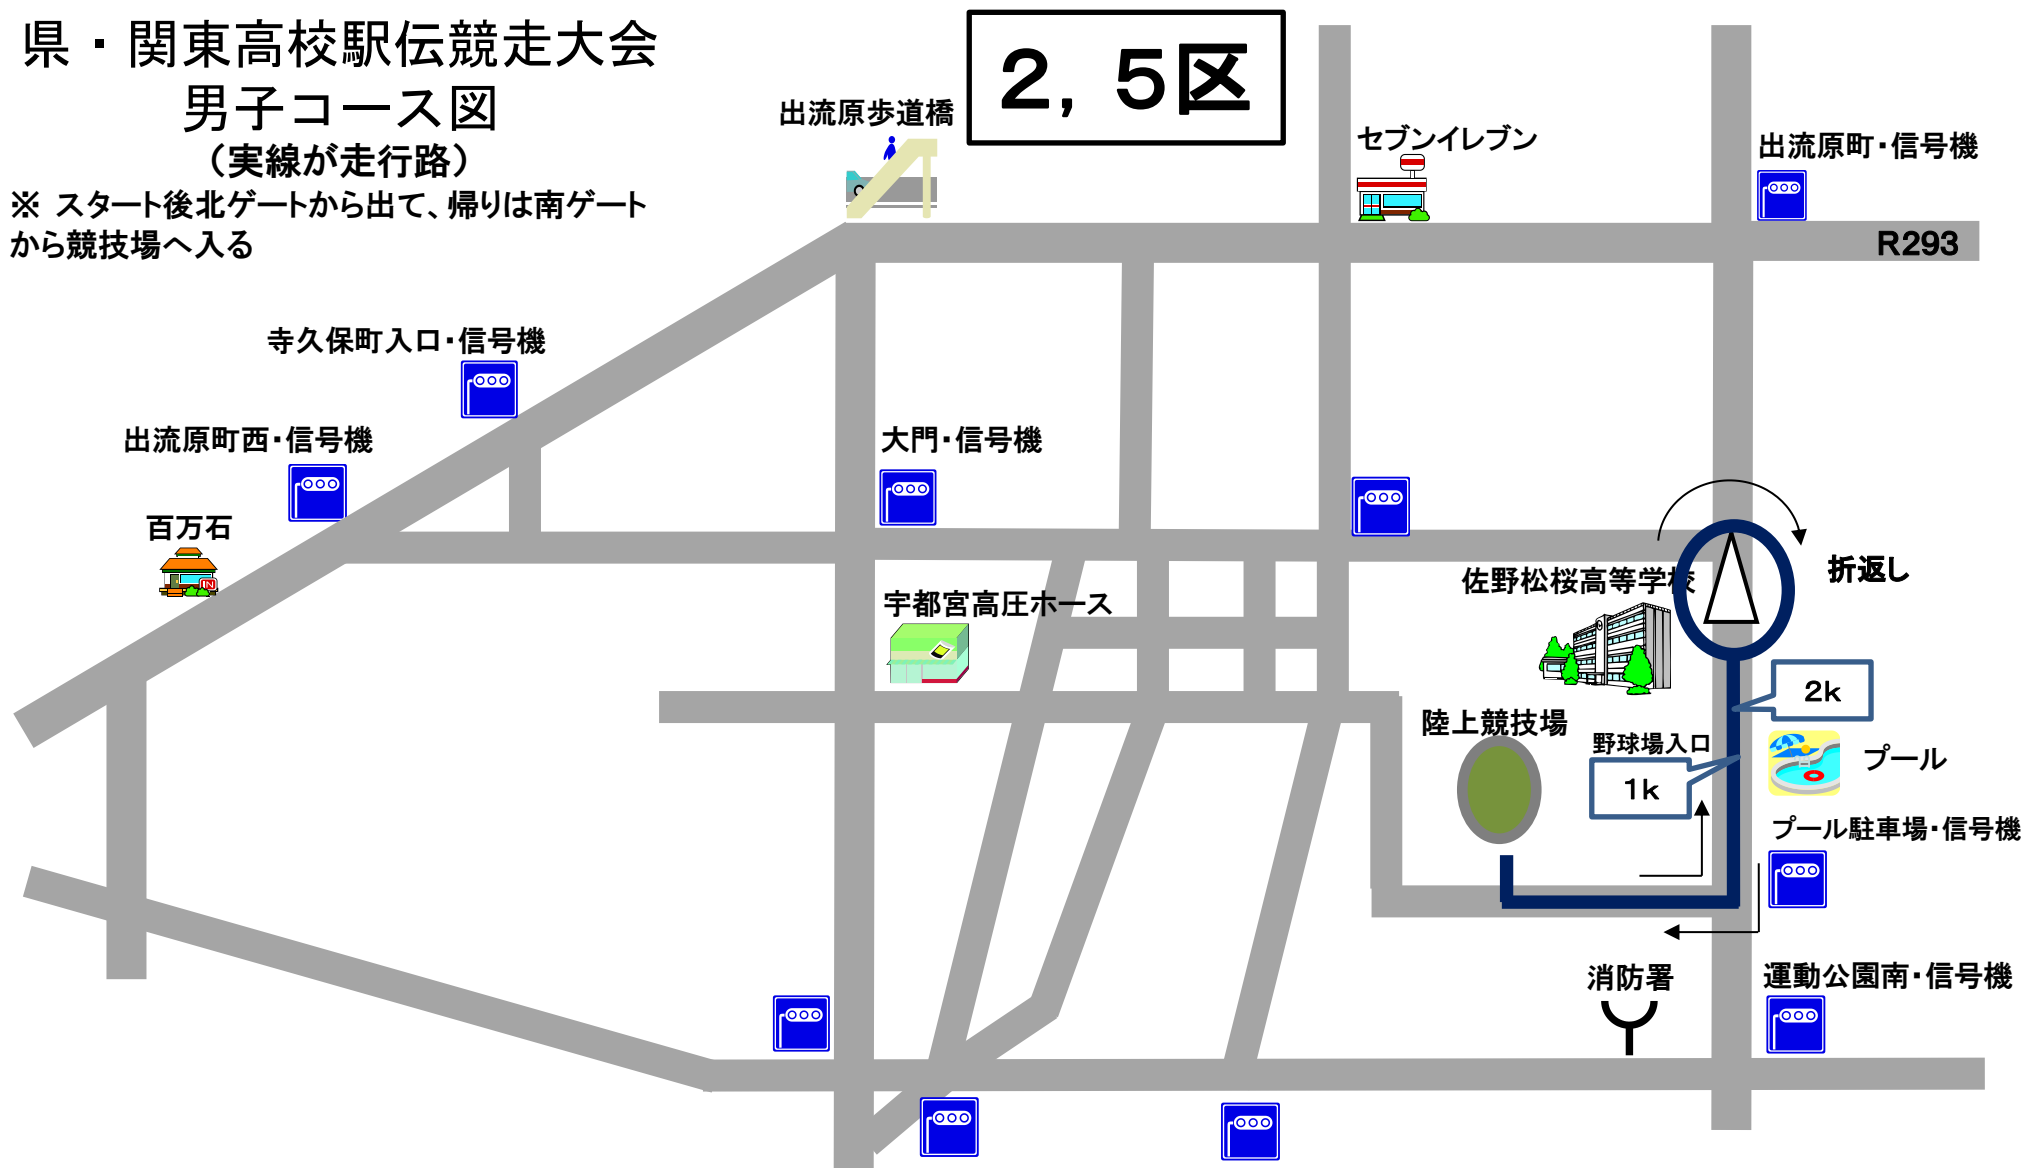 県・関東高校駅伝競走大会
男子コース図
（実線が走行路）
※ スタート後北ゲートから出て、帰りは南ゲート
から競技場へ入る
2, 5区
出流原歩道橋
セブンイレブン
出流原町・信号機
R293
寺久保町入口・信号機
出流原町西・信号機
大門・信号機
百万石
IN
宇都宮高圧ホース
佐野松桜高等学校
折返し
2k
陸上競技場
野球場入口
1k
プール
プール駐車場・信号機
消防署
運動公園南・信号機